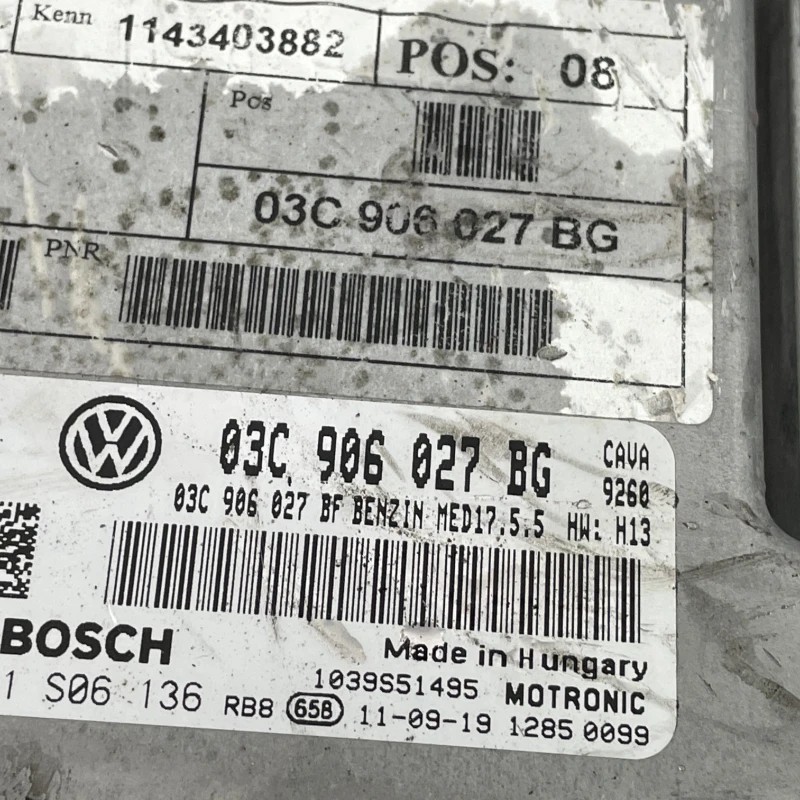 Kenn 1143403882 POS: 08
Pos
03C 906 027 BG
PNR
03C 906 027 BG CAVA
03C 906 027 BF BENZIN MED17.5.5 HW: H13 9260
BOSCH Made in Hungary
1 S06 136 RB8 658 1039S51495 MOTRONIC
11-09-19 1285 0099